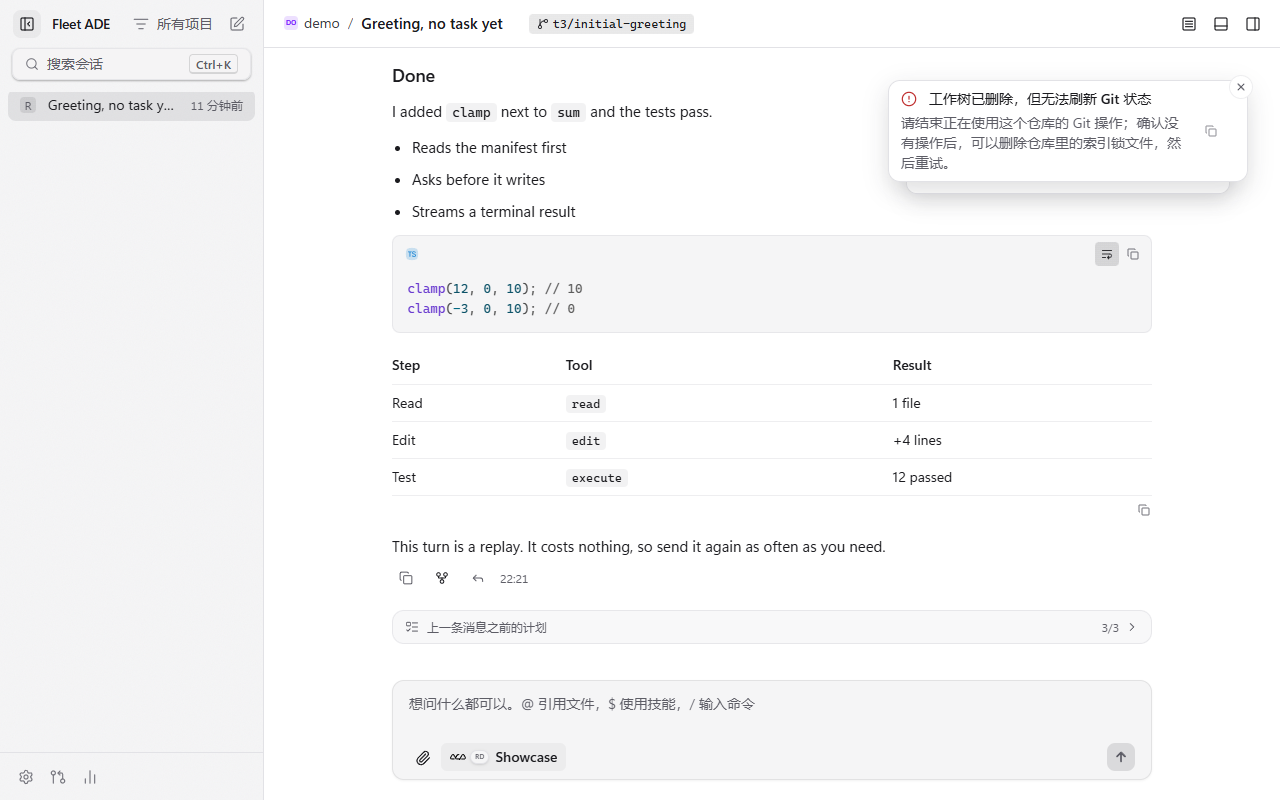 Fleet ADE
所有项目
搜索会话
Ctrl+K
R
Greeting, no task y...
11 分钟前
DO
demo / Greeting, no task yet
t3/initial-greeting
工作树已删除，但无法刷新 Git 状态
请结束正在使用这个仓库的 Git 操作；确认没
有操作后，可以删除仓库里的索引锁文件，然
后重试。
Done
I added clamp next to sum and the tests pass.
• Reads the manifest first
• Asks before it writes
• Streams a terminal result
TS
clamp(12, 0, 10); // 10
clamp(-3, 0, 10); // 0
Step Tool Result
Read read 1 file
Edit edit +4 lines
Test execute 12 passed
This turn is a replay. It costs nothing, so send it again as often as you need.
22:21
上一条消息之前的计划
3/3
想问什么都可以。@ 引用文件，$ 使用技能，/ 输入命令
RD
Showcase